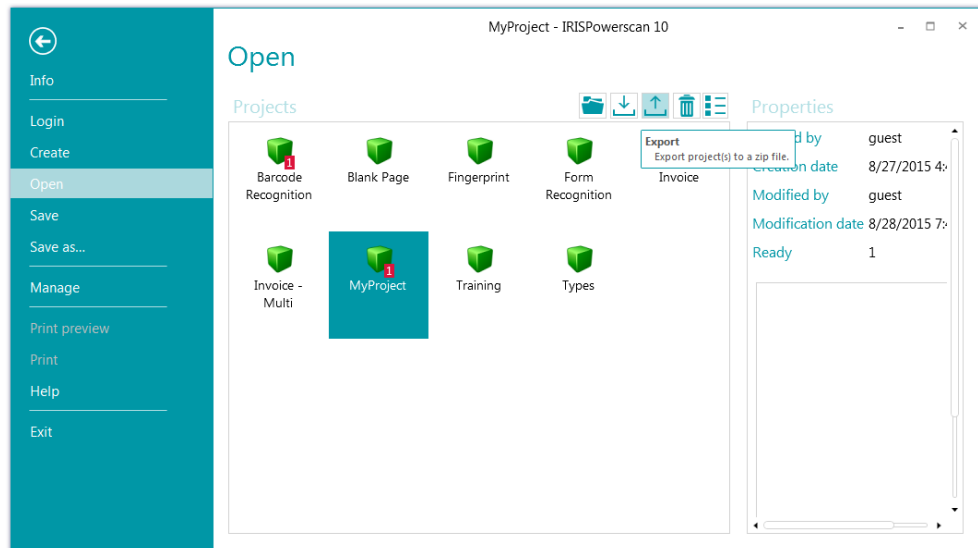 MyProject - IRISPowerscan 10
Info
Login
Create
Open
Save
Save as...
Manage
Print preview
Print
Help
Exit
Open
Projects
1
Barcode
Recognition
Blank Page
Fingerprint
Form
Recognition
Invoice
Invoice -
Multi
1
MyProject
Training
Types
Export
Export project(s) to a zip file.
Properties
d by guest
Creation date 8/27/2015 4:
Modified by guest
Modification date 8/28/2015 7:
Ready 1